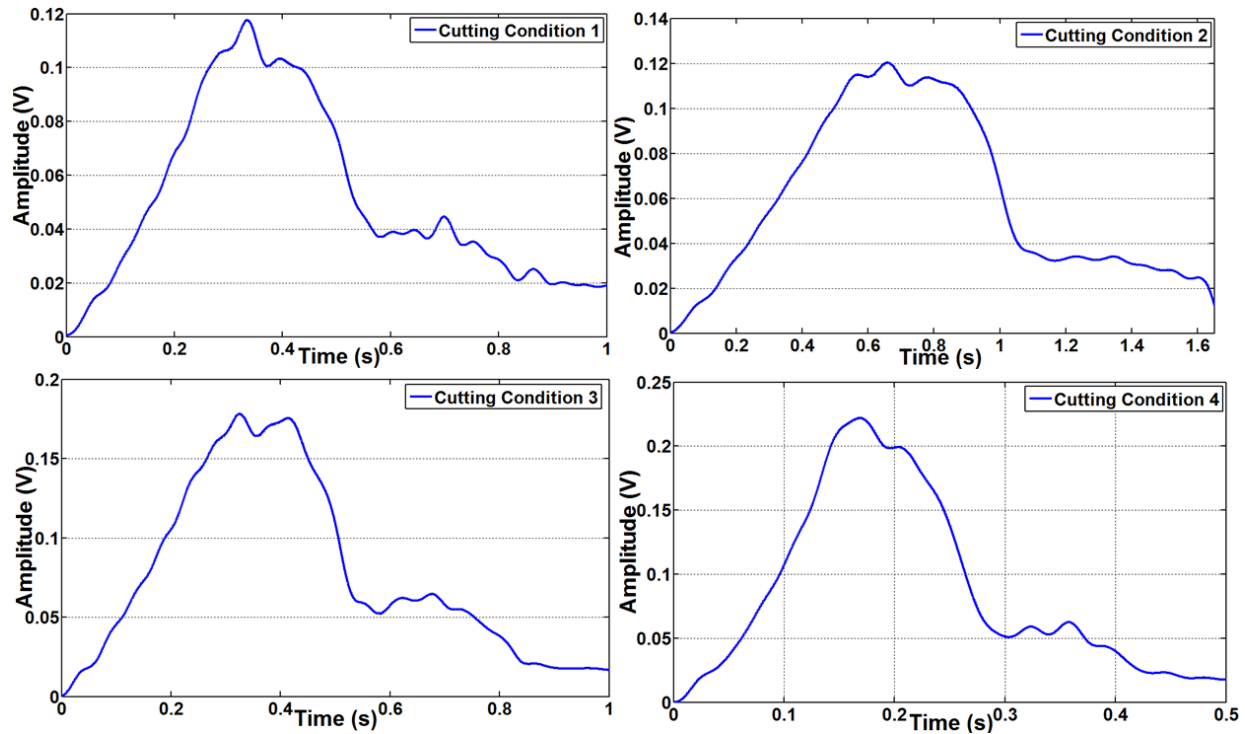 0.12
0.1
0.08
0.06
0.04
0.02
0
Amplitude (V)
Cutting Condition 1
0 0.2 0.4 0.6 0.8 1
Time (s)
0.14
0.12
0.1
0.08
0.06
0.04
0.02
0
Amplitude (V)
Cutting Condition 2
0 0.2 0.4 0.6 0.8 1 1.2 1.4 1.6
Time (s)
0.2
0.15
0.1
0.05
0
Amplitude (V)
Cutting Condition 3
0 0.2 0.4 0.6 0.8 1
Time (s)
0.25
0.2
0.15
0.1
0.05
0
Amplitude (V)
Cutting Condition 4
0 0.1 0.2 0.3 0.4 0.5
Time (s)